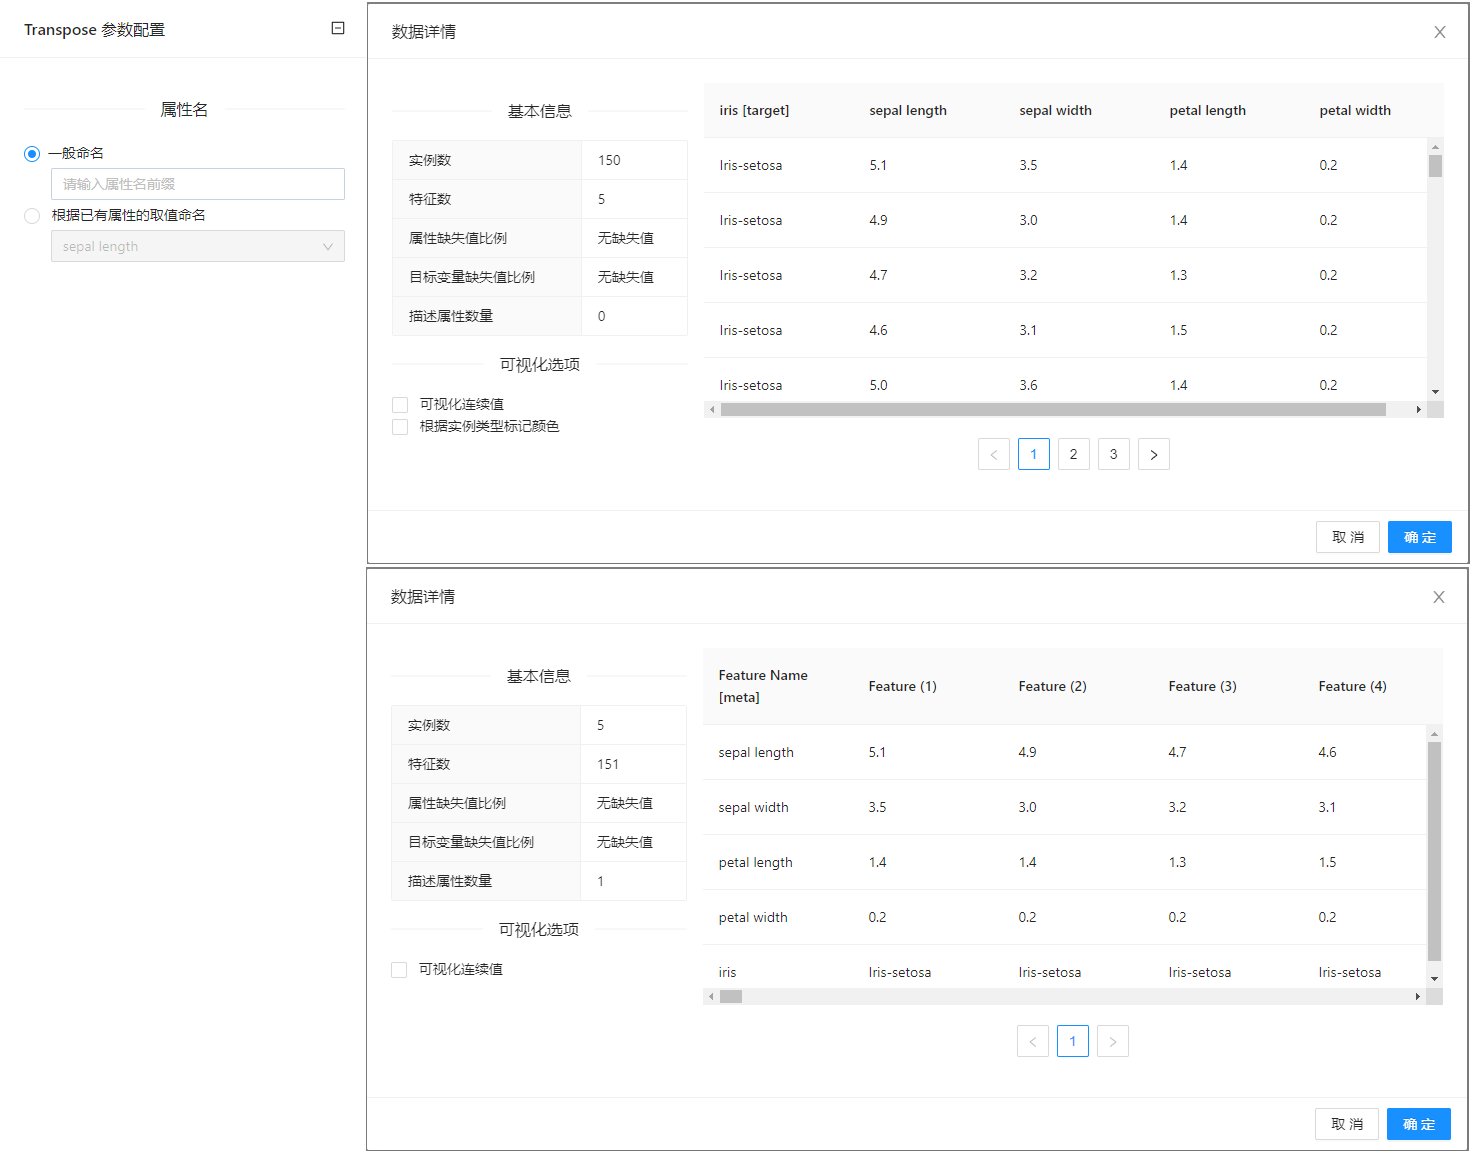 Transpose 参数配置
属性名
一般命名
请输入属性名前缀
根据已有属性的取值命名
sepal length
数据详情
基本信息
实例数 150
特征数 5
属性缺失值比例 无缺失值
目标变量缺失值比例 无缺失值
描述属性数量 0
可视化选项
可视化连续值
根据实例类型标记颜色
iris [target] sepal length sepal width petal length petal width
Iris-setosa 5.1 3.5 1.4 0.2
Iris-setosa 4.9 3.0 1.4 0.2
Iris-setosa 4.7 3.2 1.3 0.2
Iris-setosa 4.6 3.1 1.5 0.2
Iris-setosa 5.0 3.6 1.4 0.2
< 1 2 3 >
取 消 确 定
数据详情
基本信息
实例数 5
特征数 151
属性缺失值比例 无缺失值
目标变量缺失值比例 无缺失值
描述属性数量 1
可视化选项
可视化连续值
Feature Name
[meta] Feature (1) Feature (2) Feature (3) Feature (4)
sepal length 5.1 4.9 4.7 4.6
sepal width 3.5 3.0 3.2 3.1
petal length 1.4 1.4 1.3 1.5
petal width 0.2 0.2 0.2 0.2
iris Iris-setosa Iris-setosa Iris-setosa Iris-setosa
< 1 >
取 消 确 定